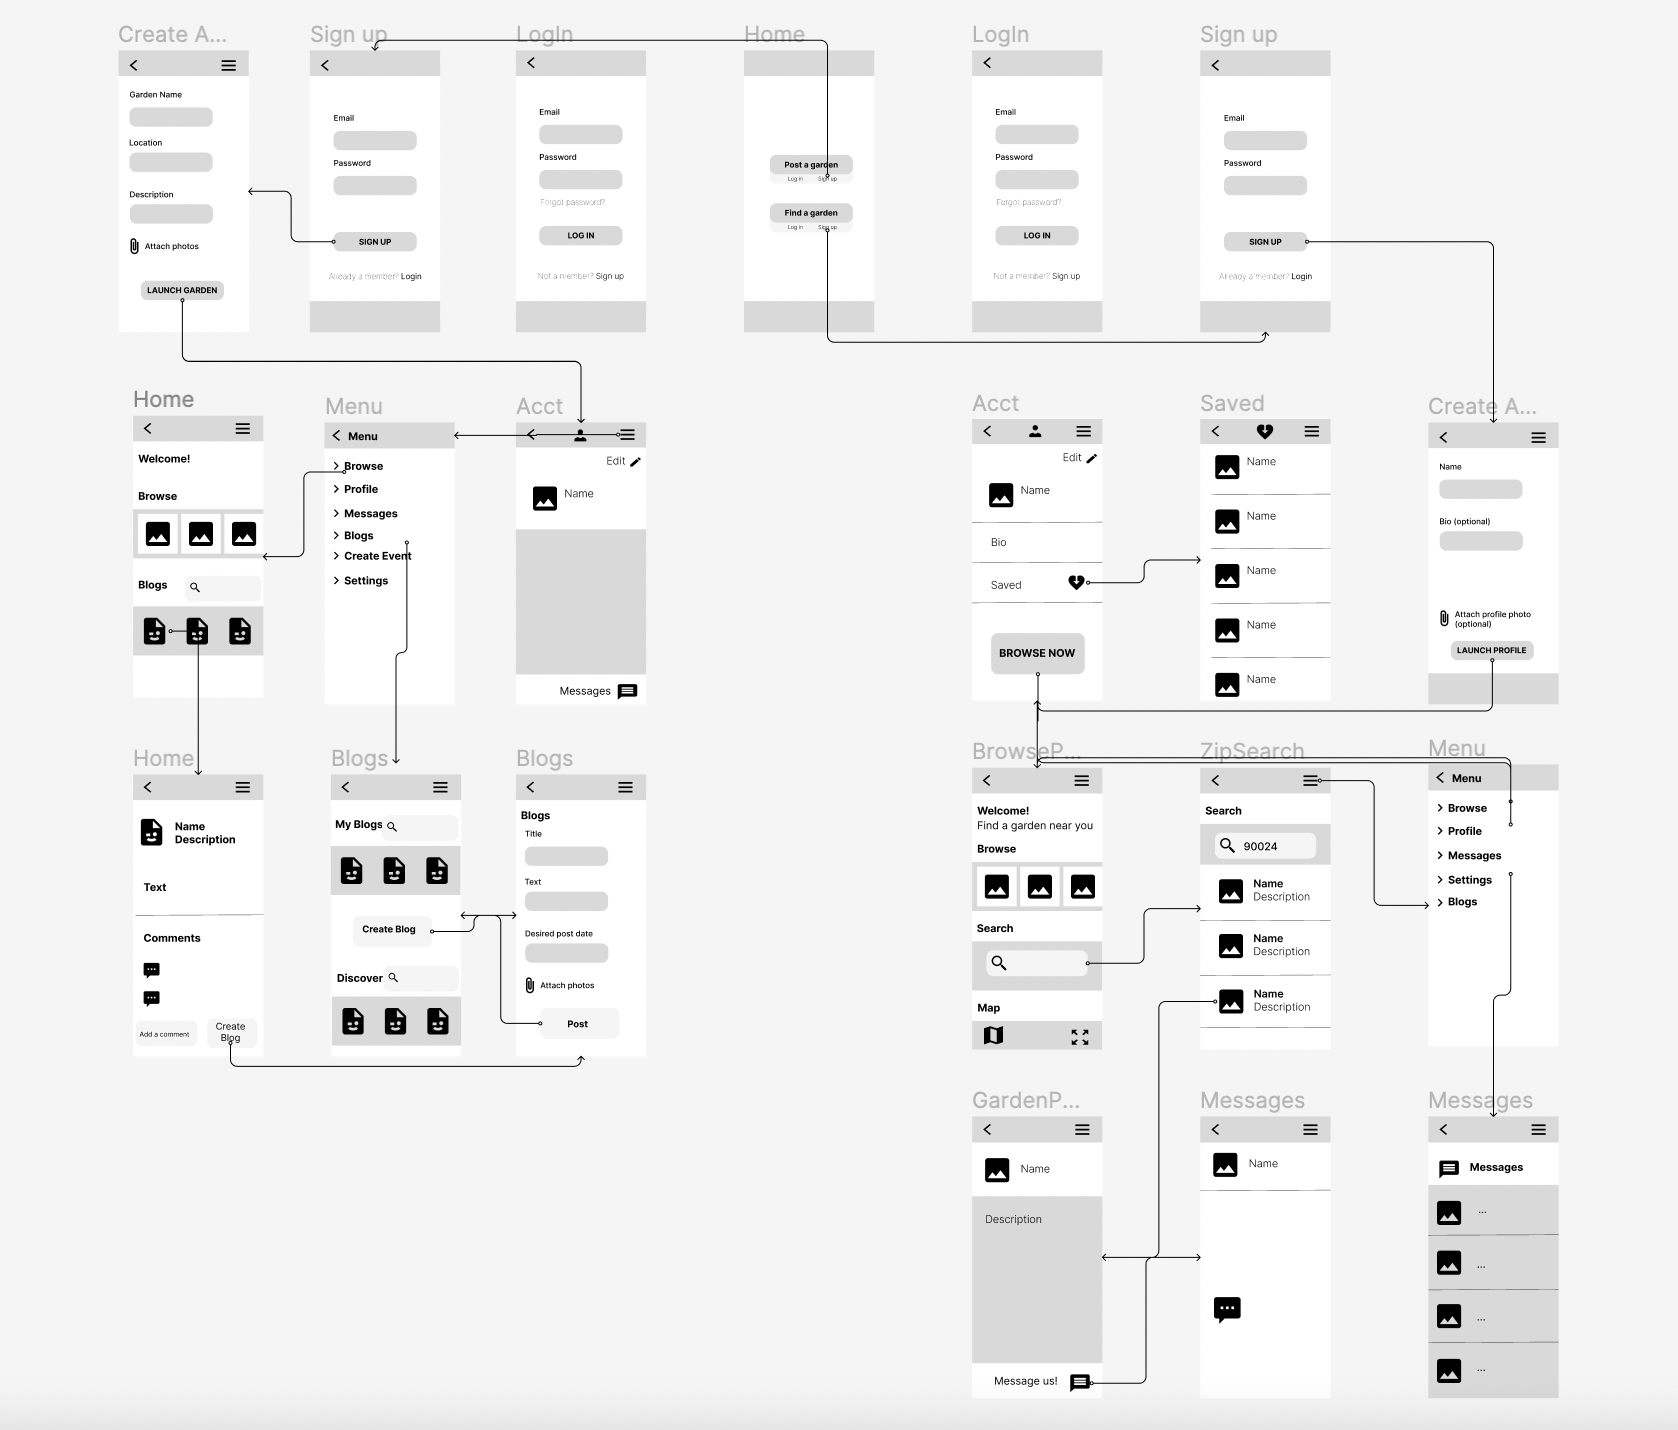 Create A...
Garden Name
Location
Description
Attach photos
LAUNCH GARDEN
Sign up
Email
Password
SIGN UP
Already a member? Login
LogIn
Email
Password
Forgot password?
LOG IN
Not a member? Sign up
Home
Post a garden
Log in Sign up
Find a garden
Log in Sign up
LogIn
Email
Password
Forgot password?
LOG IN
Not a member? Sign up
Sign up
Email
Password
SIGN UP
Already a member? Login
Home
Welcome!
Browse
Blogs
Menu
Menu
Browse
Profile
Messages
Blogs
Create Event
Settings
Acct
Edit
Name
Messages
Acct
Edit
Name
Bio
Saved
BROWSE NOW
Saved
Name
Name
Name
Name
Name
Create A...
Name
Bio (optional)
Attach profile photo
(optional)
LAUNCH PROFILE
Home
Name
Description
Text
Comments
Add a comment
Create
Blog
Blogs
My Blogs
Create Blog
Discover
Blogs
Blogs
Title
Text
Desired post date
Attach photos
Post
BrowseP...
Welcome!
Find a garden near you
Browse
Search
Map
ZipSearch
Search
90024
Name
Description
Name
Description
Name
Description
Menu
Menu
Browse
Profile
Messages
Settings
Blogs
GardenP...
Name
Description
Message us!
Messages
Name
Messages
Messages
...
...
...
...